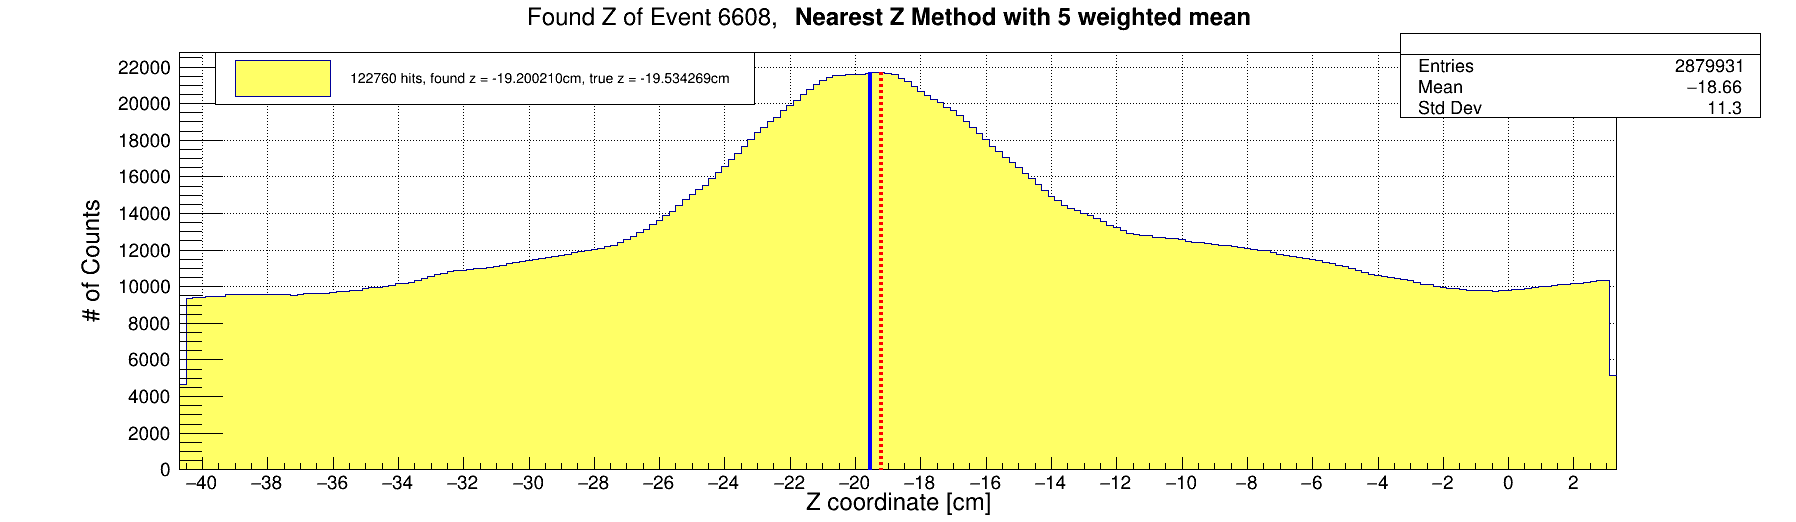 Found Z of Event 6608, Nearest Z Method with 5 weighted mean
122760 hits, found z = -19.200210cm, true z = -19.534269cm
Entries 2879931
Mean −18.66
Std Dev 11.3
# of Counts
22000
20000
18000
16000
14000
12000
10000
8000
6000
4000
2000
0
−40 −38 −36 −34 −32 −30 −28 −26 −24 −22 −20 −18 −16 −14 −12 −10 −8 −6 −4 −2 0 2
Z coordinate [cm]